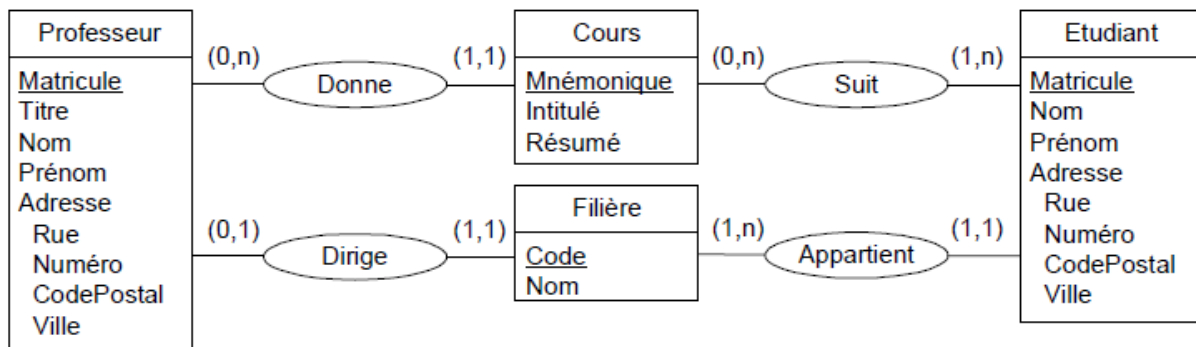 Professeur
Matricule
Titre
Nom
Prénom
Adresse
Rue
Numéro
CodePostal
Ville
(0,n)
Donne
(1,1)
(0,1)
Dirige
(1,1)
Cours
Mnémonique
Intitulé
Résumé
Filière
Code
Nom
(0,n)
Suit
(1,n)
(1,n)
Appartient
(1,1)
Etudiant
Matricule
Nom
Prénom
Adresse
Rue
Numéro
CodePostal
Ville